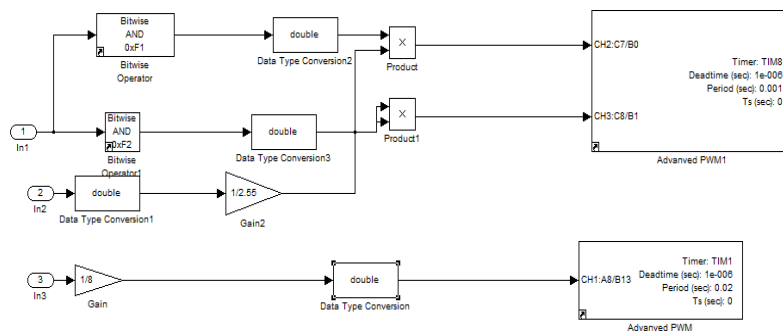 Bitwise
AND
0xF1
Bitwise
Operator
double
Data Type Conversion2
X
Product
CH2:C7/B0
Timer: TIM8
Deadtime (sec): 1e-006
Period (sec): 0.001
Ts (sec): 0
CH3:C8/B1
Advanved PWM1
1
In1
Bitwise
AND
0xF2
Bitwise
Operator1
double
Data Type Conversion3
X
Product1
2
In2
double
Data Type Conversion1
1/2.55
Gain2
3
In3
1/8
Gain
double
Data Type Conversion
CH1:A8/B13
Timer: TIM1
Deadtime (sec): 1e-006
Period (sec): 0.02
Ts (sec): 0
Advanved PWM